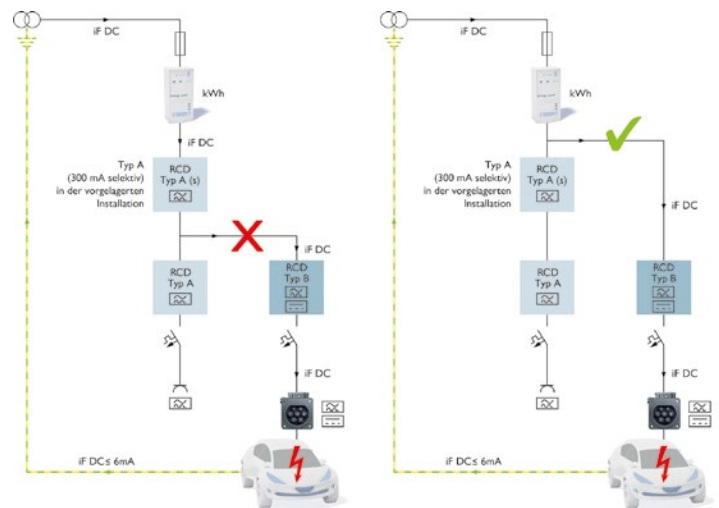 iF DC
kWh
iF DC
Typ A
(300 mA selektiv)
in der vorgelagerten
Installation
RCD
Typ A (s)
iF DC
RCD
Typ A
RCD
Typ B
iF DC
iF DC ≤ 6mA
iF DC
kWh
Typ A
(300 mA selektiv)
in der vorgelagerten
Installation
RCD
Typ A (s)
iF DC
RCD
Typ A
RCD
Typ B
iF DC
iF DC ≤ 6mA